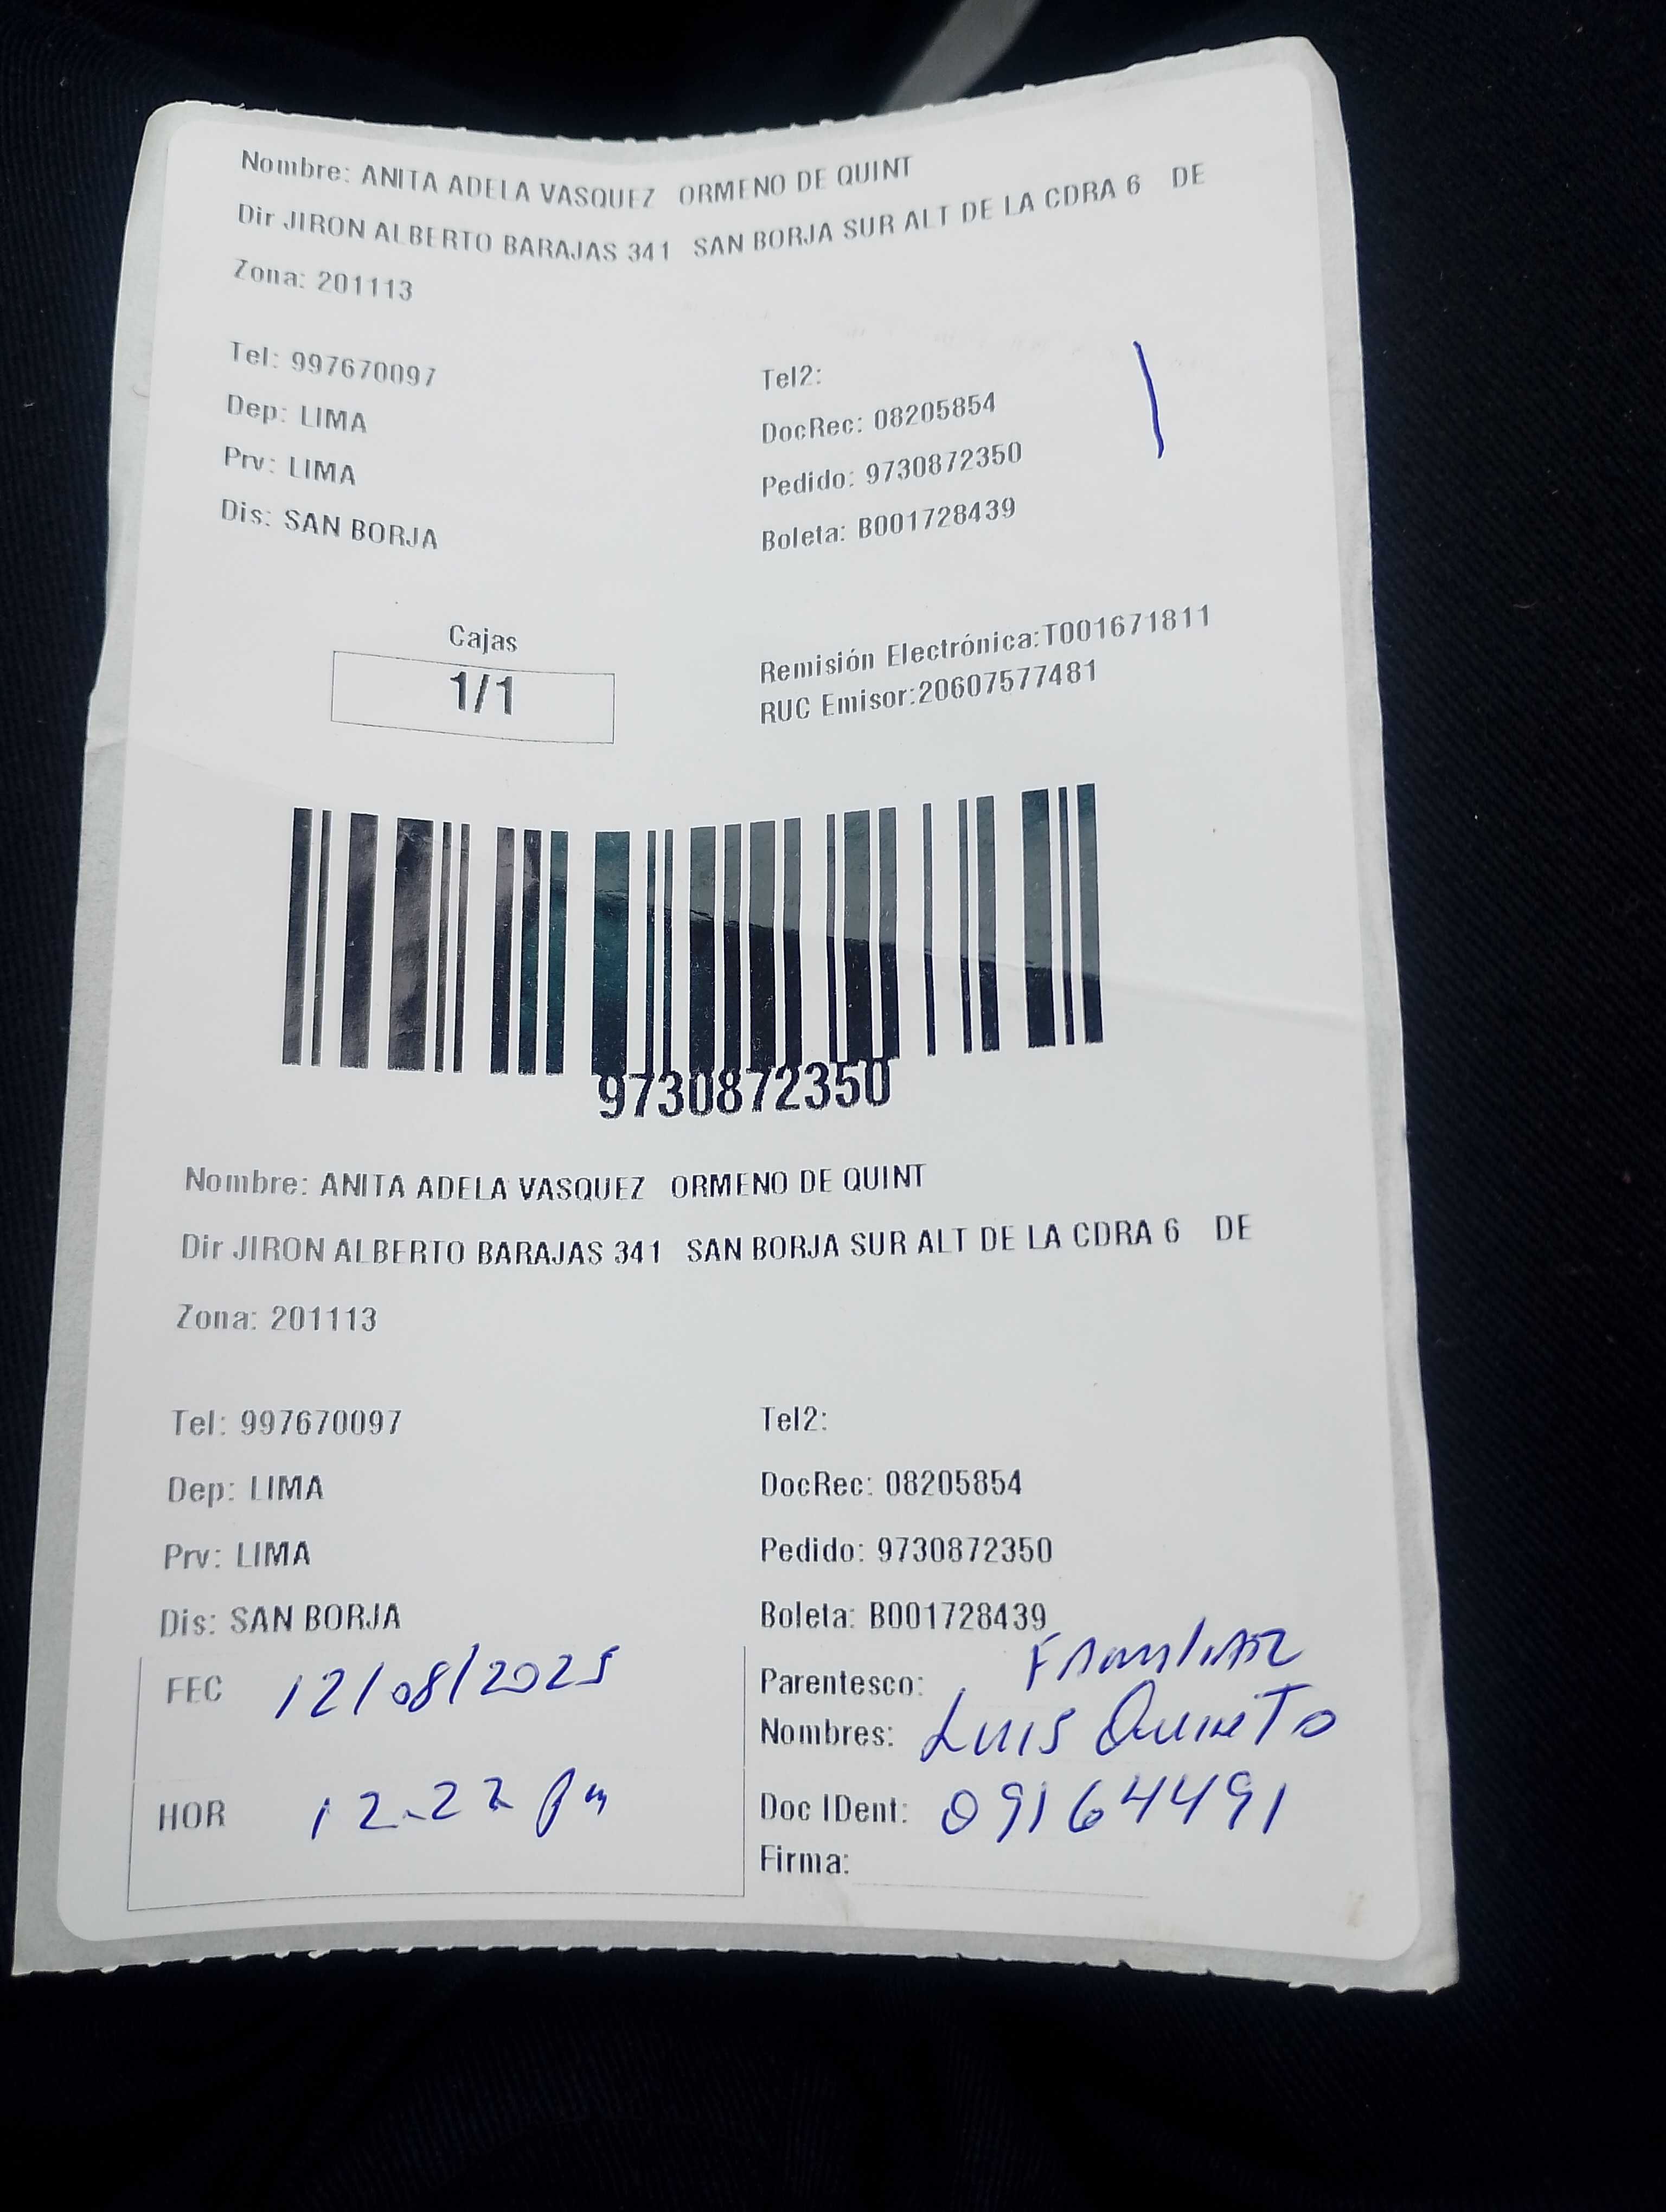 Nombre: ANITA ADELA VASQUEZ ORMENO DE QUINT
Dir JIRON ALBERTO BARAJAS 341 SAN BORJA SUR ALT DE LA CDRA 6 DE
Zona: 201113
Tel: 997670097 Tel2:
Dep: LIMA DocRec: 08205854
Prv: LIMA Pedido: 9730872350
Dis: SAN BORJA Boleta: B001728439
Cajas Remisión Electrónica:T001671811
1/1 RUC Emisor:20607577481
9730872350
Nombre: ANITA ADELA VASQUEZ ORMENO DE QUINT
Dir JIRON ALBERTO BARAJAS 341 SAN BORJA SUR ALT DE LA CDRA 6 DE
Zona: 201113
Tel: 997670097 Tel2:
Dep: LIMA DocRec: 08205854
Prv: LIMA Pedido: 9730872350
Dis: SAN BORJA Boleta: B001728439
FEC 12/08/2025 Parentesco: FAmiliAR
Nombres: Luis QuinTo
HOR 12.22 pm Doc IDent: 09164491
Firma: